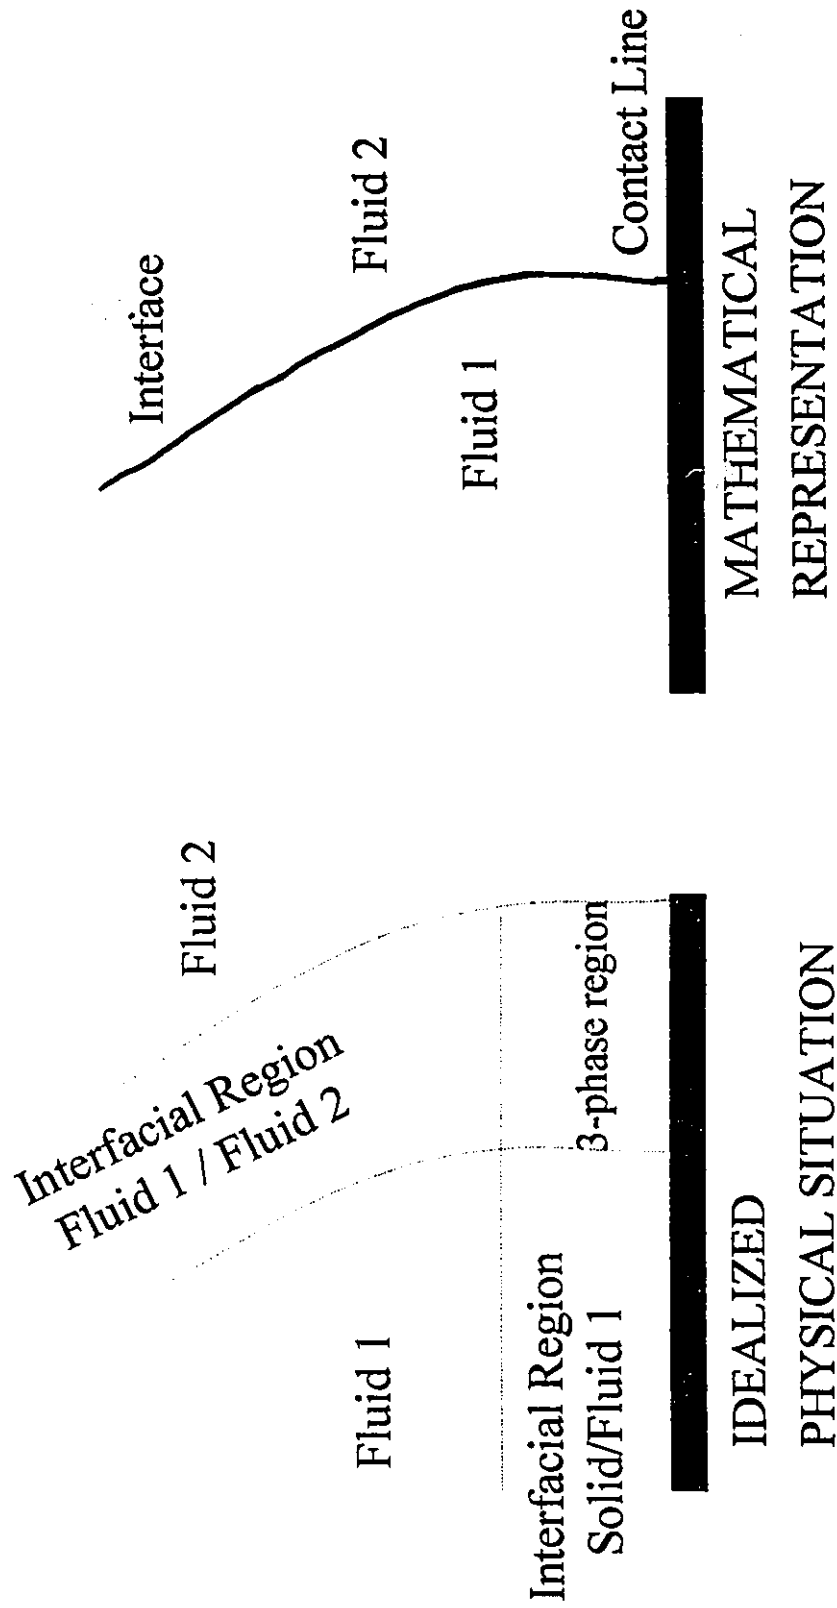 Interfacial Region
Fluid 1 / Fluid 2
Fluid 2
Fluid 1
Interfacial Region
Solid/Fluid 1
3-phase region
IDEALIZED
PHYSICAL SITUATION
Interface
Fluid 2
Fluid 1
Contact Line
MATHEMATICAL
REPRESENTATION